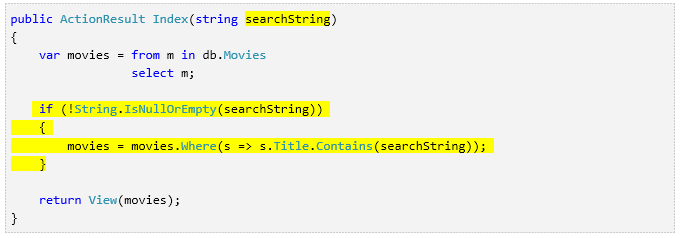 public ActionResult Index(string searchString)
{
    var movies = from m in db.Movies
                 select m;

    if (!String.IsNullOrEmpty(searchString))
    {
        movies = movies.Where(s => s.Title.Contains(searchString));
    }

    return View(movies);
}